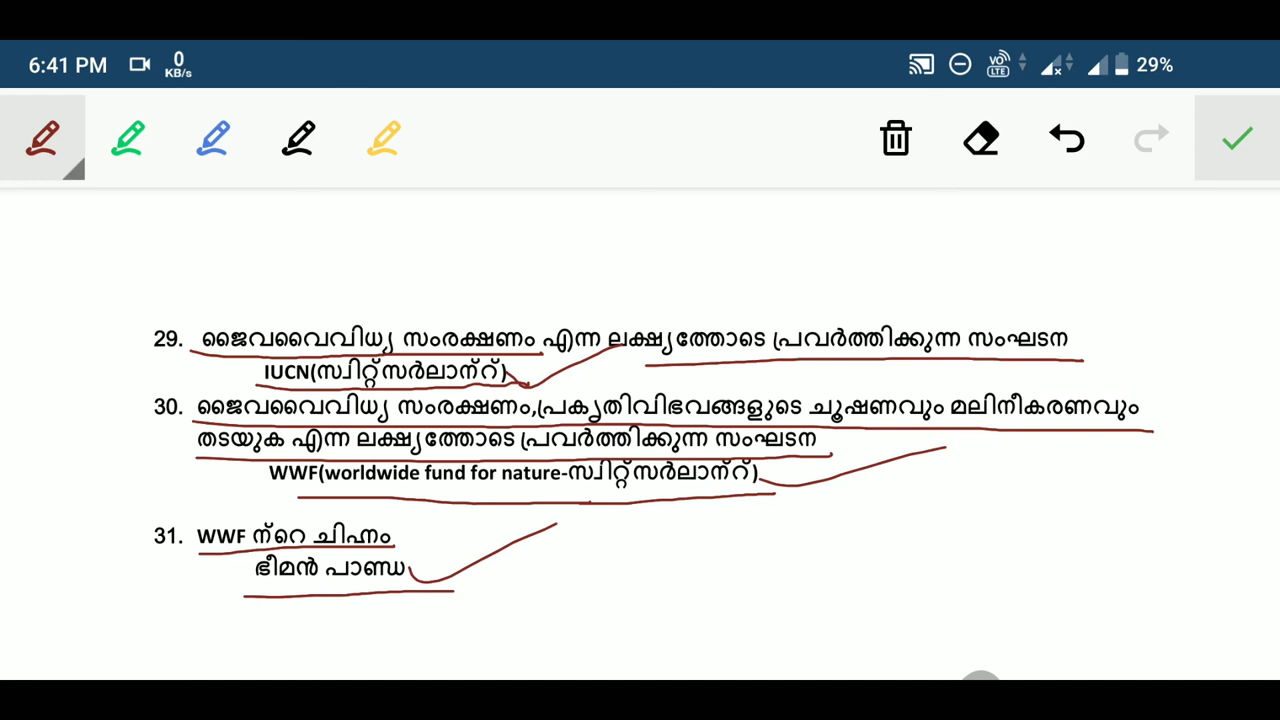 6:41 PM 0 KB/s VO LTE 29%
29. ജൈവവൈവിധ്യ സംരക്ഷണം എന്ന ലക്ഷ്യത്തോടെ പ്രവർത്തിക്കുന്ന സംഘടന
IUCN(സ്വിറ്റ്സർലാന്റ്)
30. ജൈവവൈവിധ്യ സംരക്ഷണം,പ്രകൃതിവിഭവങ്ങളുടെ ചൂഷണവും മലിനീകരണവും
തടയുക എന്ന ലക്ഷ്യത്തോടെ പ്രവർത്തിക്കുന്ന സംഘടന
WWF(worldwide fund for nature-സ്വിറ്റ്സർലാന്റ്)
31. WWF ന്റെ ചിഹ്നം
ഭീമൻ പാണ്ഡ